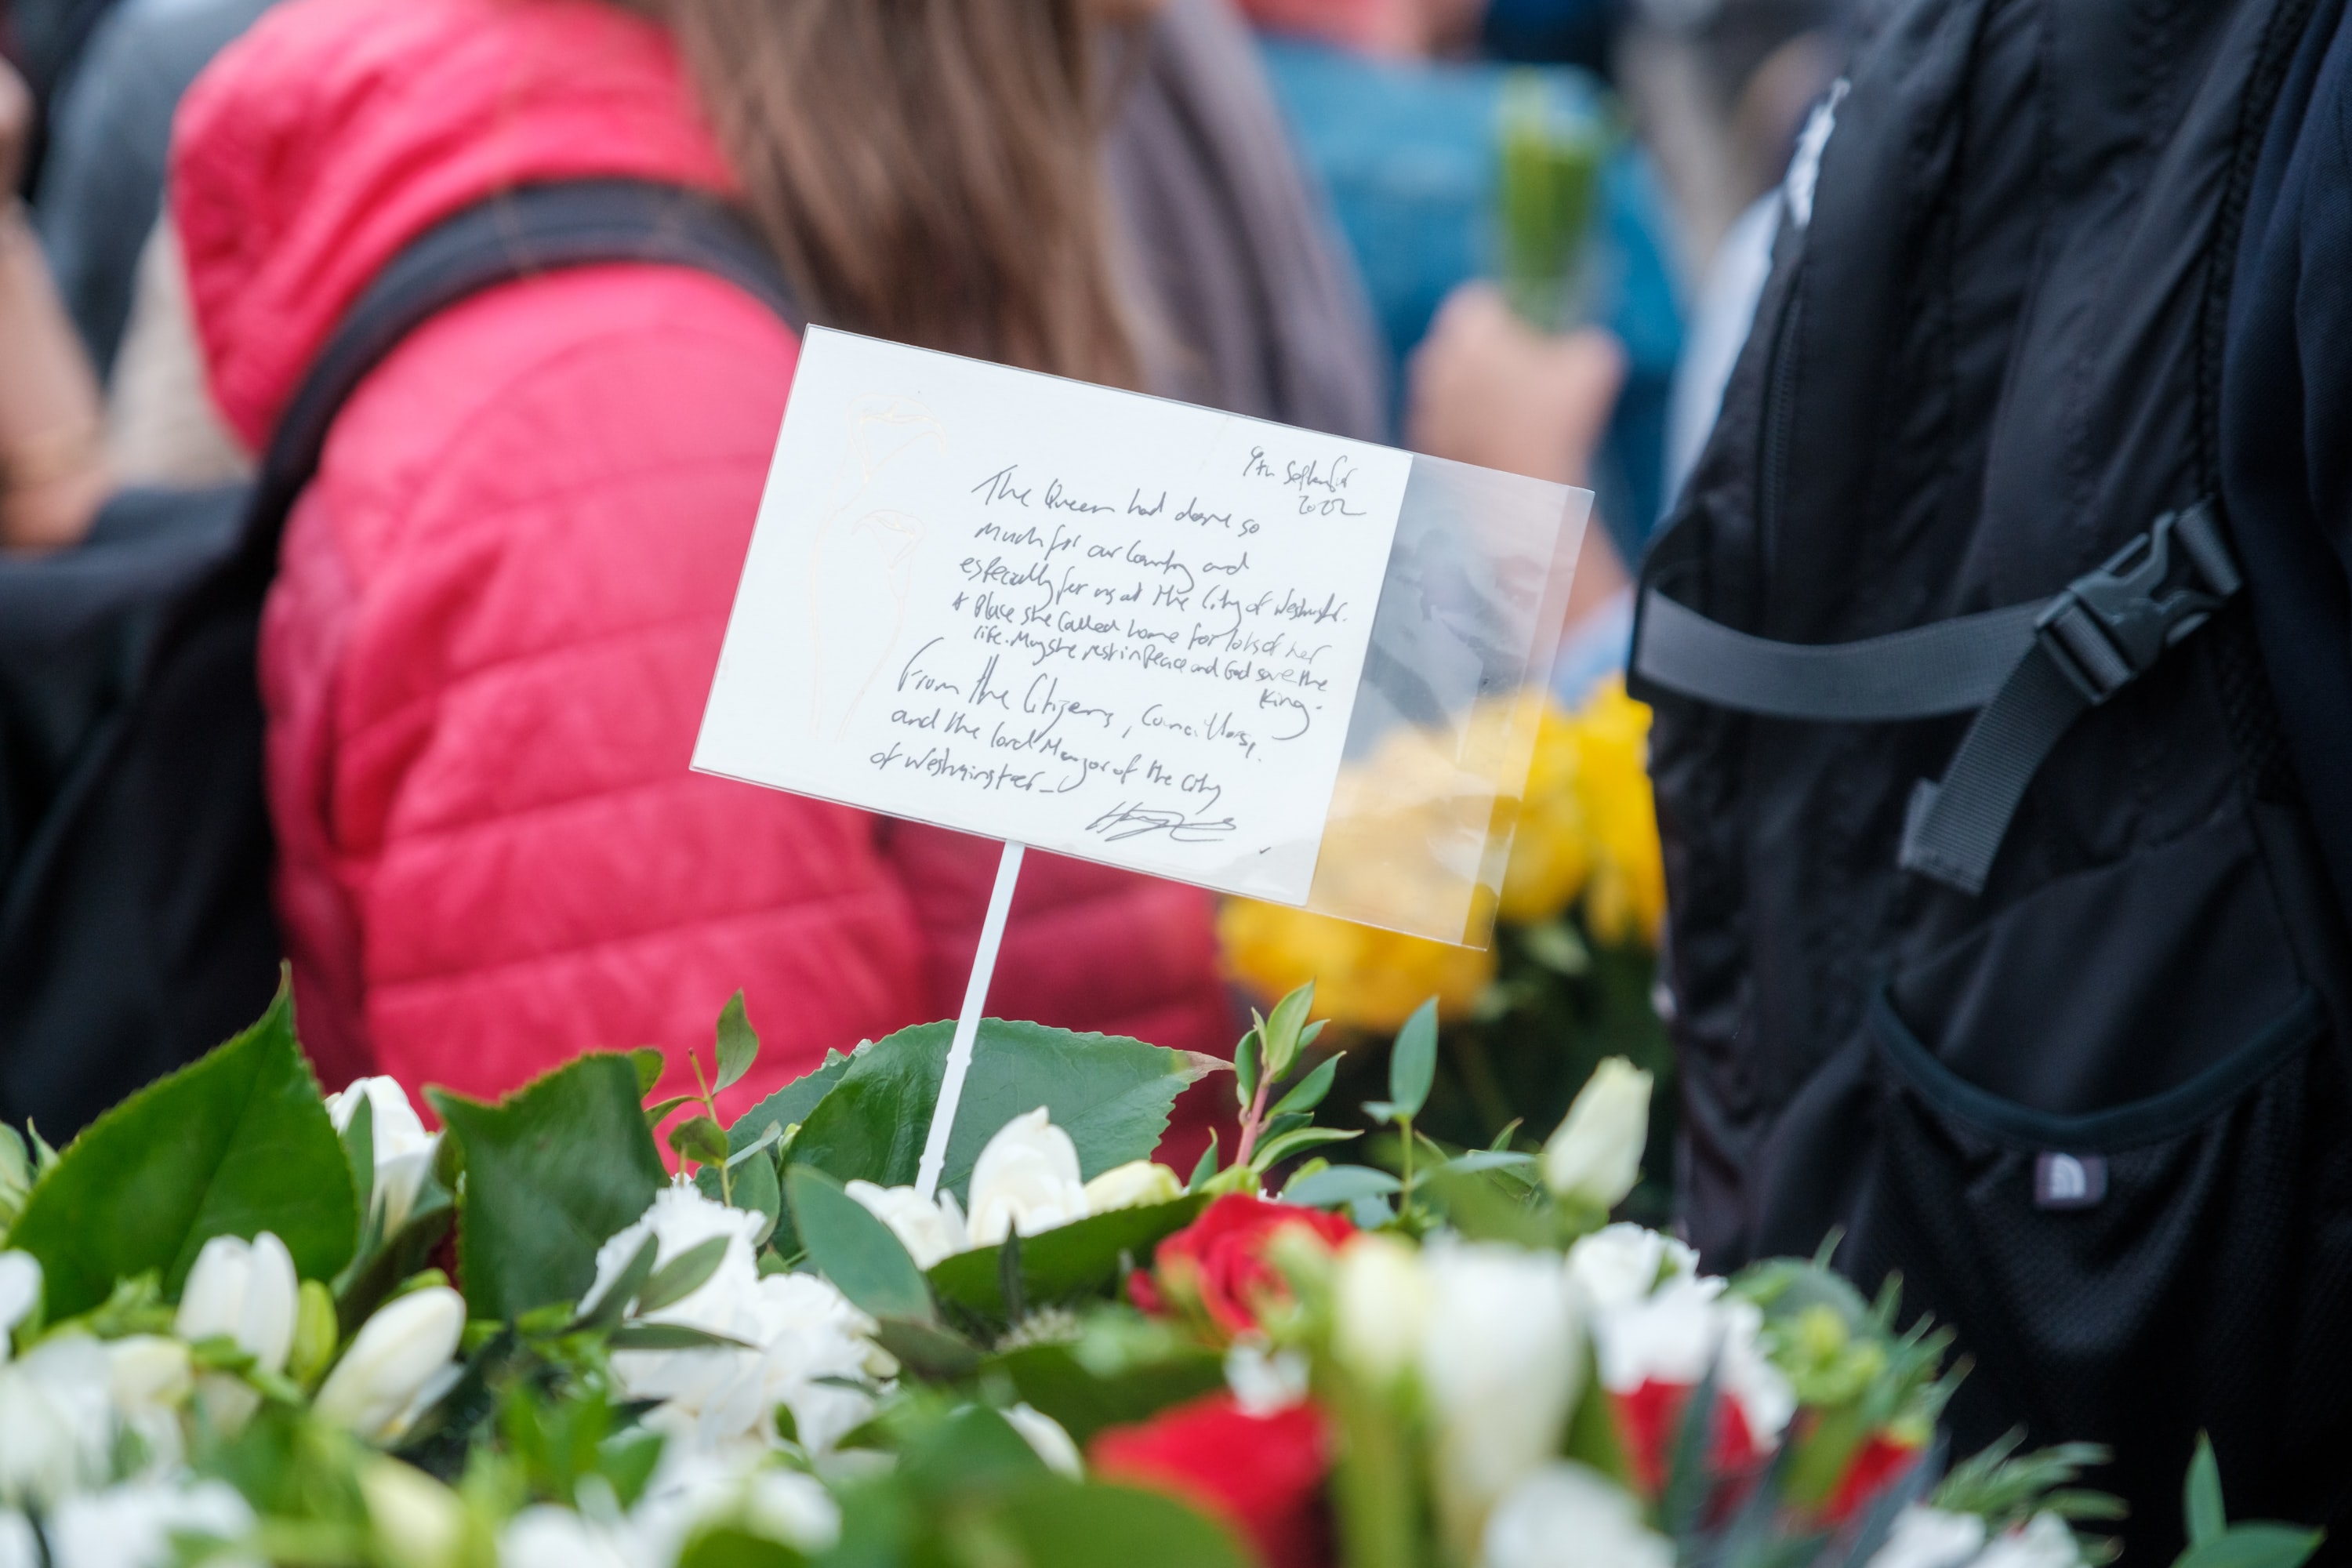 9th September
2022
The Queen had done so
much for our Country and
especially for us at the City of Westminster.
A Place she Called home for lots of her
life. May she rest in Peace and God save the
King.
From the Citizens, Councillors,
and the lord Mayor of the City
of Westminster